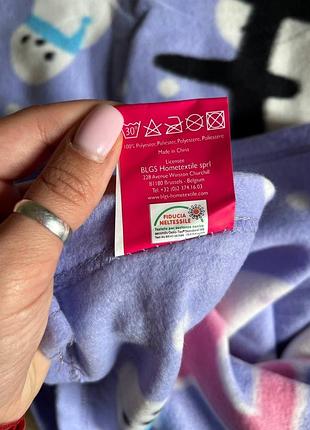 30°
100% Polyester, Poliester, Polyester, Poliestere
Made in China
Licensee
BLGS Hometextile sprl
228 Avenue Winston Churchill
B1180 Brussels - Belgium
Tel +32 (0)2 374.16.03
www.blgs-hometextile.com
FIDUCIA
NEL TESSILE